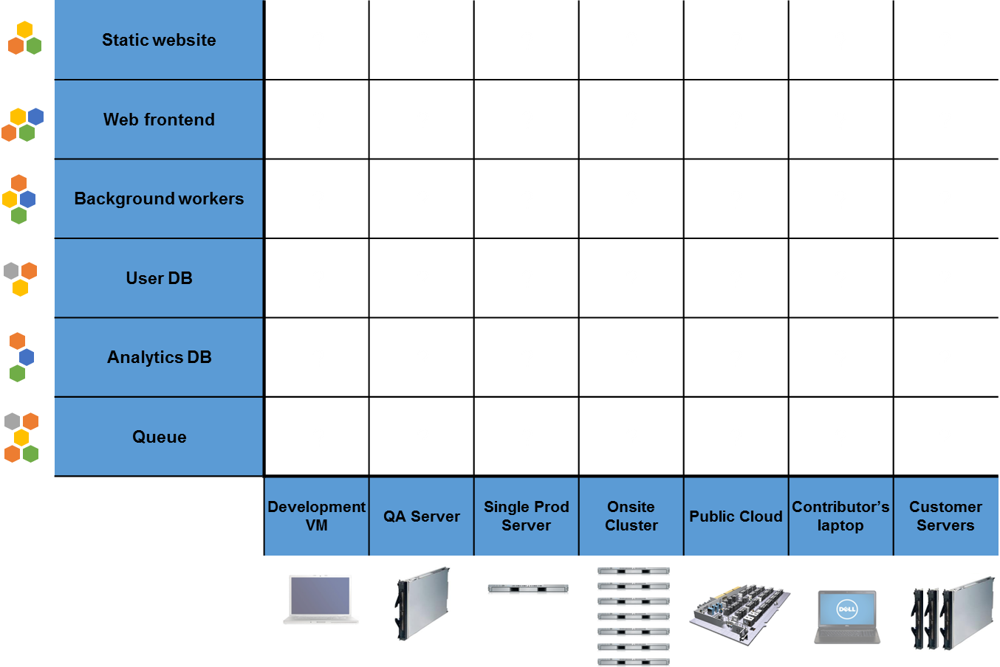 Static website
Web frontend
Background workers
User DB
Analytics DB
Queue
Development
VM
QA Server
Single Prod
Server
Onsite
Cluster
Public Cloud
Contributor’s
laptop
Customer
Servers
DELL